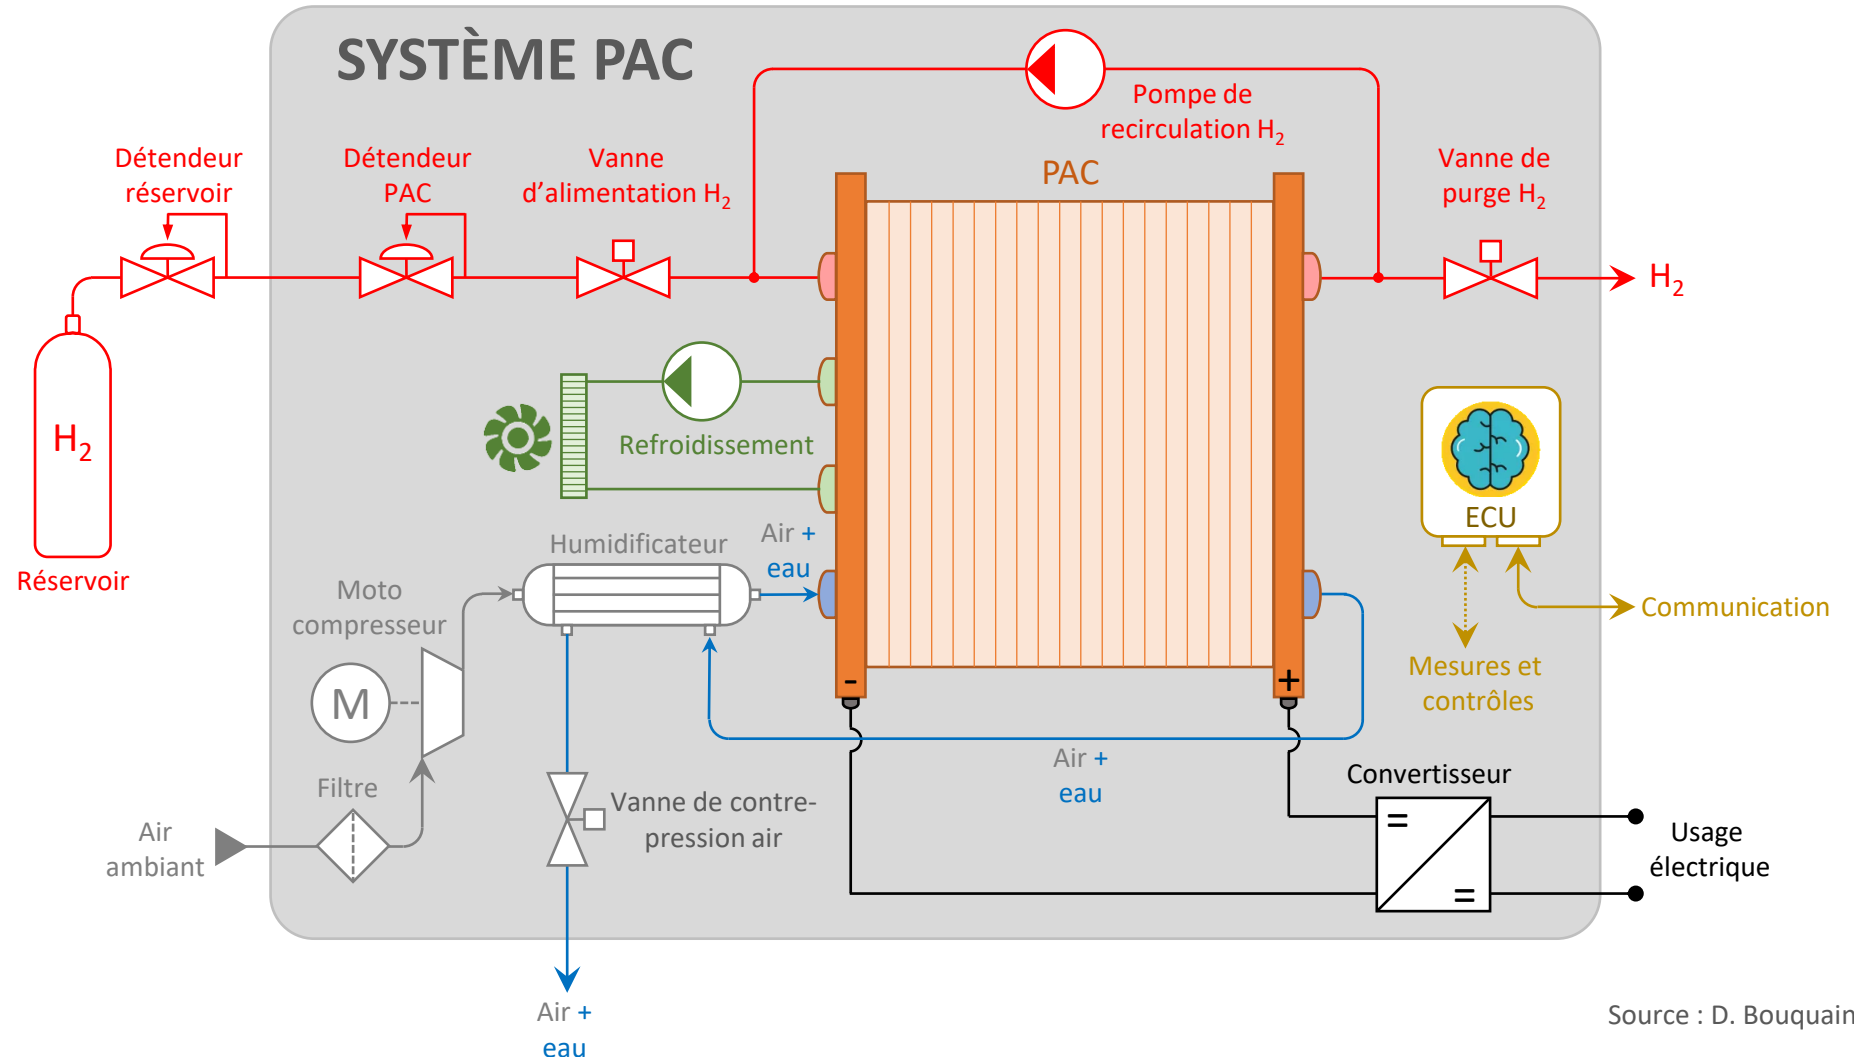 SYSTÈME PAC
Pompe de
recirculation H₂
Détendeur
réservoir
Détendeur
PAC
Vanne
d'alimentation H₂
PAC
Vanne de
purge H₂
H₂
H₂
Réservoir
Refroidissement
ECU
Humidificateur
Air +
eau
Moto
compresseur
M
Communication
Mesures et
contrôles
-
+
Air +
eau
Filtre
Vanne de contre-
pression air
Convertisseur
=
=
Air
ambiant
Usage
électrique
Air +
eau
Source : D. Bouquain